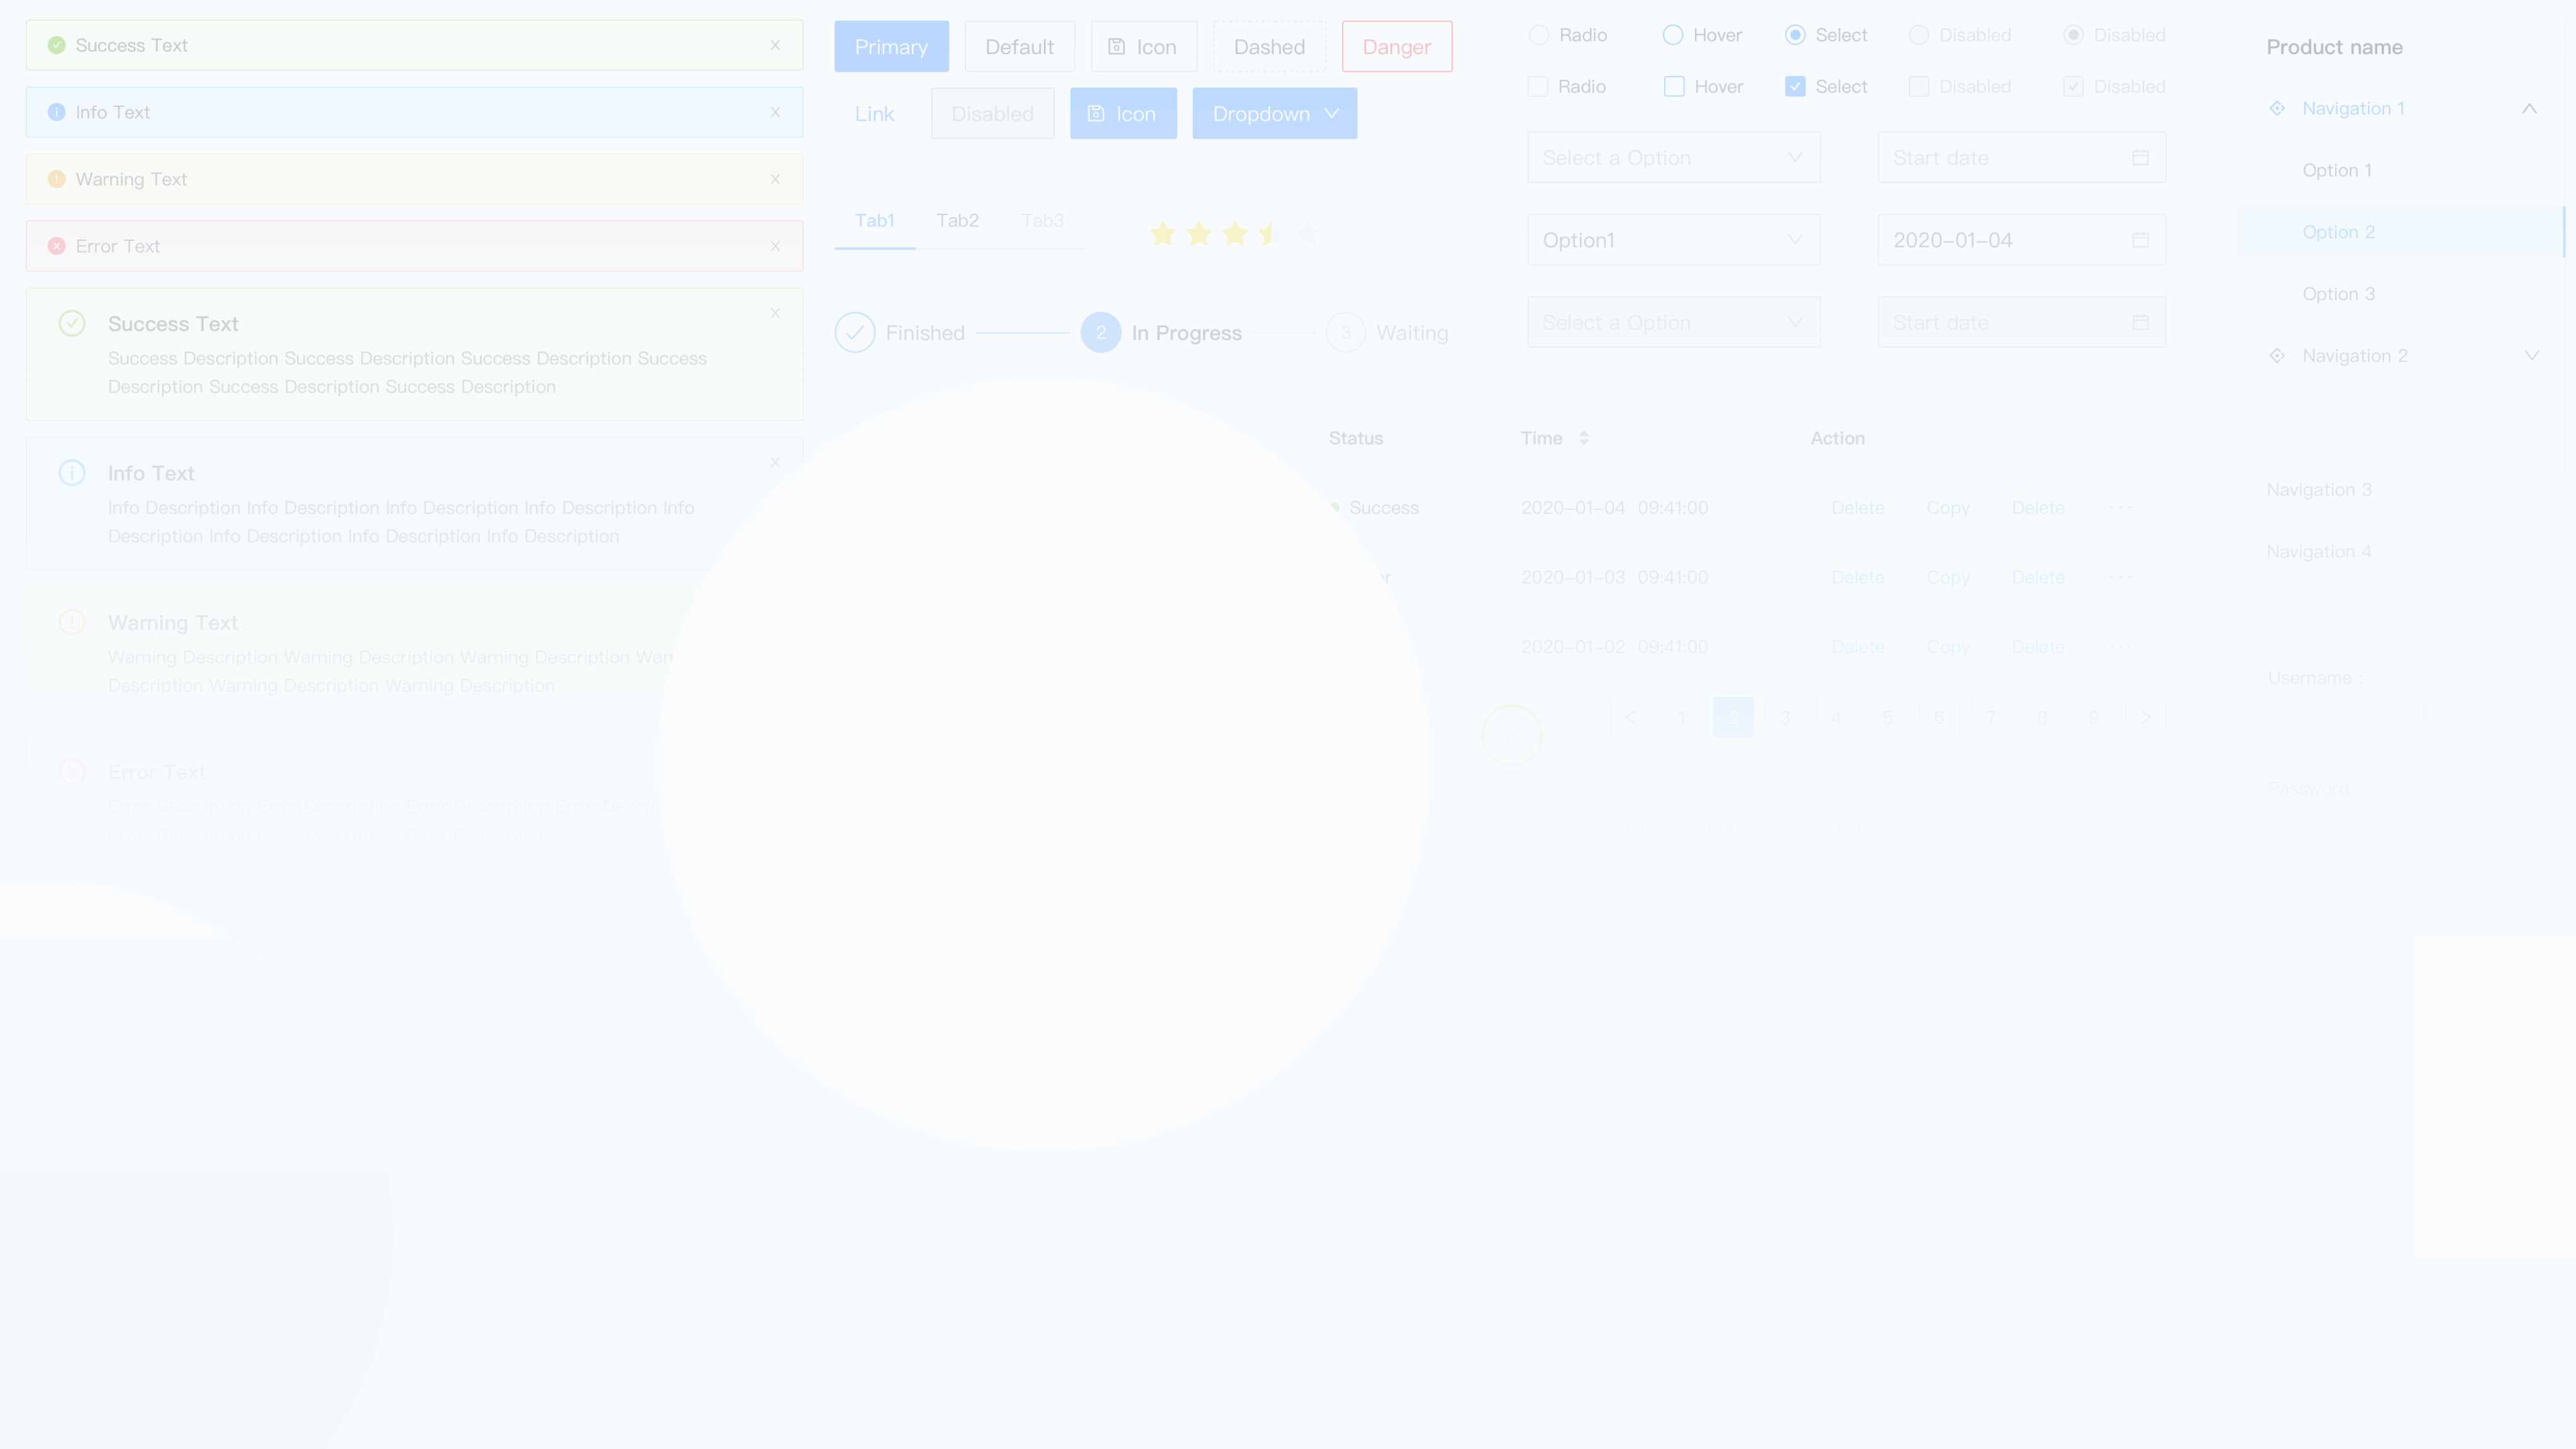 Success Text
Info Text
Warning Text
Error Text
Success Text
Success Description Success Description Success Description Success
Description Success Description Success Description
Info Text
Info Description Info Description Info Description Info Description Info
Description Info Description Info Description Info Description
Warning Text
Warning Description Warning Description Warning Description
Description Warning Description Warning Description
Error Text
Error Description Error Description Error Description Error
Error Description Error Description Error Description
Primary Default Icon Dashed Danger
Link Disabled Icon Dropdown
Tab1 Tab2 Tab3
Finished 2 In Progress 3 Waiting
Radio Hover Select Disabled Disabled
Radio Hover Select Disabled Disabled
Select a Option Start date
Option1 2020-01-04
Select a Option Start date
Status Time Action
Success 2020-01-04 09:41:00 Delete Copy Delete ···
2020-01-03 09:41:00 Delete Copy Delete ···
2020-01-02 09:41:00 Delete Copy Delete ···
1 2 3 4 5 6 7 8 9
Tag
Product name
Navigation 1
Option 1
Option 2
Option 3
Navigation 2
Navigation 3
Navigation 4
Username :
Password :